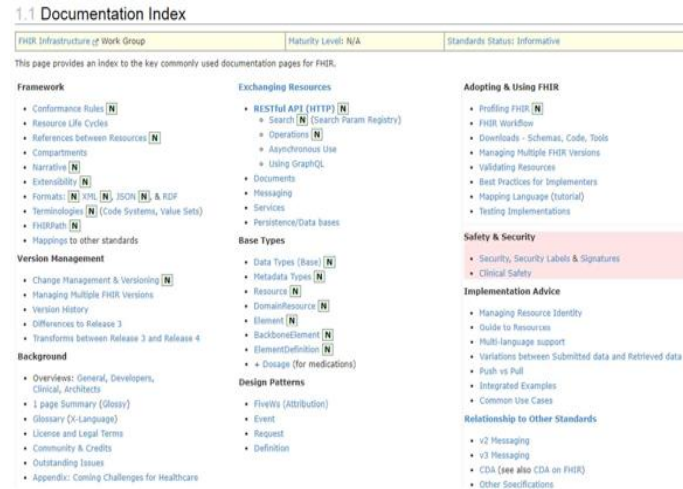 1.1 Documentation Index
FHIR Infrastructure Work Group
Maturity Level: N/A
Standards Status: Informative
This page provides an index to the key commonly used documentation pages for FHIR.
Framework
Conformance Rules N
Resource Life Cycles
References between Resources N
Compartments
Narrative N
Extensibility N
Formats: N XML N, JSON N, & RDF
Terminologies N (Code Systems, Value Sets)
FHIRPath N
Mappings to other standards
Version Management
Change Management & Versioning N
Managing Multiple FHIR Versions
Version History
Differences to Release 3
Transforms between Release 3 and Release 4
Background
Overviews: General, Developers,
Clinical, Architects
1 page Summary (Glossy)
Glossary (X-Language)
License and Legal Terms
Community & Credits
Outstanding Issues
Appendix: Coming Challenges for Healthcare
Exchanging Resources
RESTful API (HTTP) N
Search N (Search Param Registry)
Operations N
Asynchronous Use
Using GraphQL
Documents
Messaging
Services
Persistence/Data bases
Base Types
Data Types (Base) N
Metadata Types N
Resource N
DomainResource N
Element N
BackboneElement N
ElementDefinition N
+ Dosage (for medications)
Design Patterns
FiveWs (Attribution)
Event
Request
Definition
Adopting & Using FHIR
Profiling FHIR N
FHIR Workflow
Downloads - Schemas, Code, Tools
Managing Multiple FHIR Versions
Validating Resources
Best Practices for Implementers
Mapping Language (tutorial)
Testing Implementations
Safety & Security
Security, Security Labels & Signatures
Clinical Safety
Implementation Advice
Managing Resource Identity
Guide to Resources
Multi-language support
Variations between Submitted data and Retrieved data
Push vs Pull
Integrated Examples
Common Use Cases
Relationship to Other Standards
v2 Messaging
v3 Messaging
CDA (see also CDA on FHIR)
Other Specifications